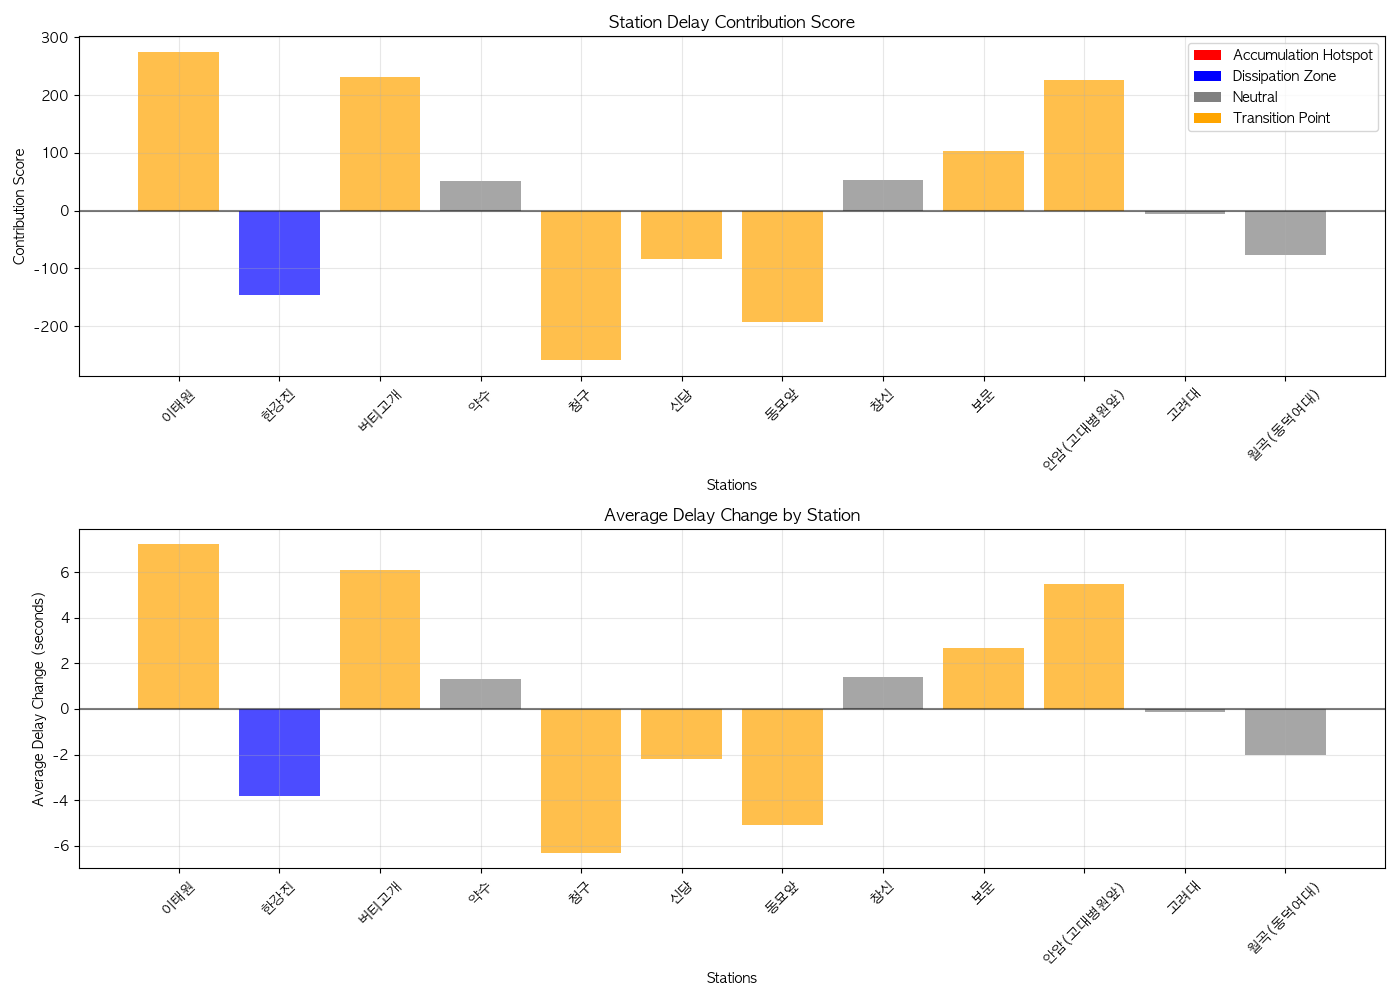 Station Delay Contribution Score
300
200
100
0
-100
-200
Contribution Score
Accumulation Hotspot
Dissipation Zone
Neutral
Transition Point
이태원
한강진
버티고개
약수
청구
신당
동묘앞
창신
보문
안암(고대병원앞)
고려대
월곡(동덕여대)
Stations
Average Delay Change by Station
6
4
2
0
-2
-4
-6
Average Delay Change (seconds)
이태원
한강진
버티고개
약수
청구
신당
동묘앞
창신
보문
안암(고대병원앞)
고려대
월곡(동덕여대)
Stations